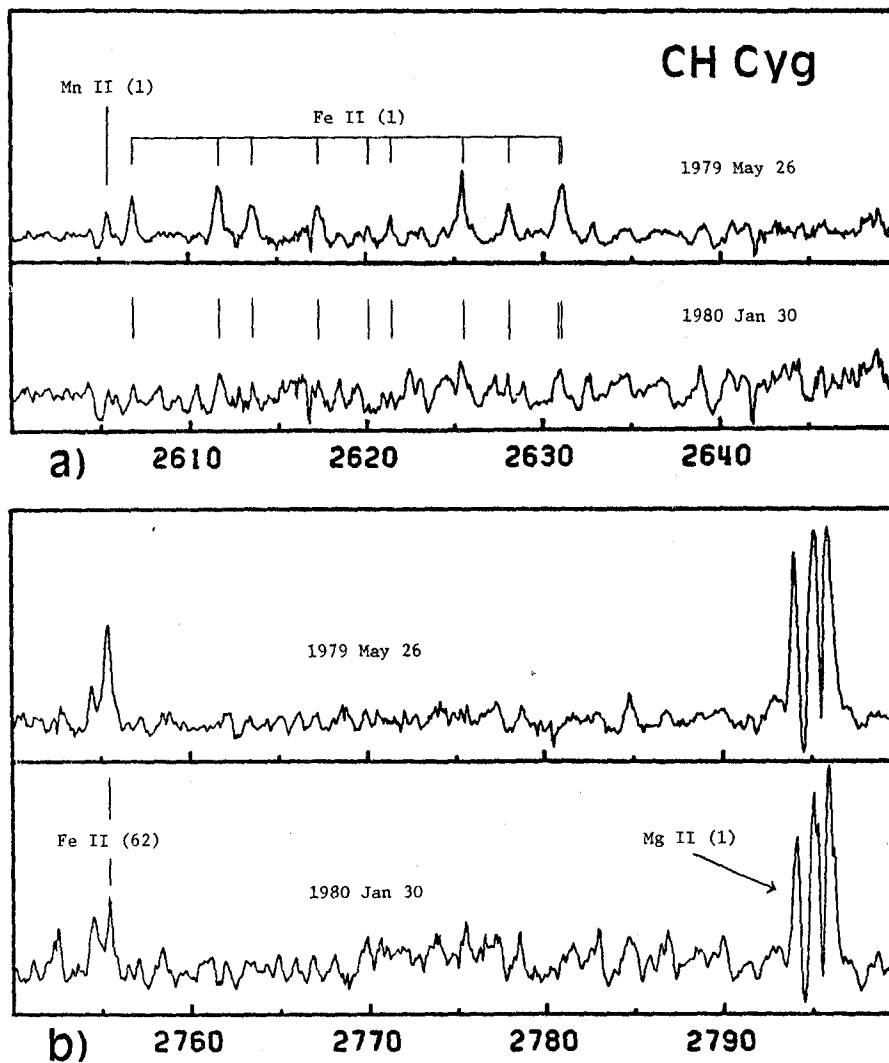 CH Cyg
Mn II (1)
Fe II (1)
1979 May 26
1980 Jan 30
a) 2610 2620 2630 2640
1979 May 26
Fe II (62)
Mg II (1)
1980 Jan 30
b) 2760 2770 2780 2790